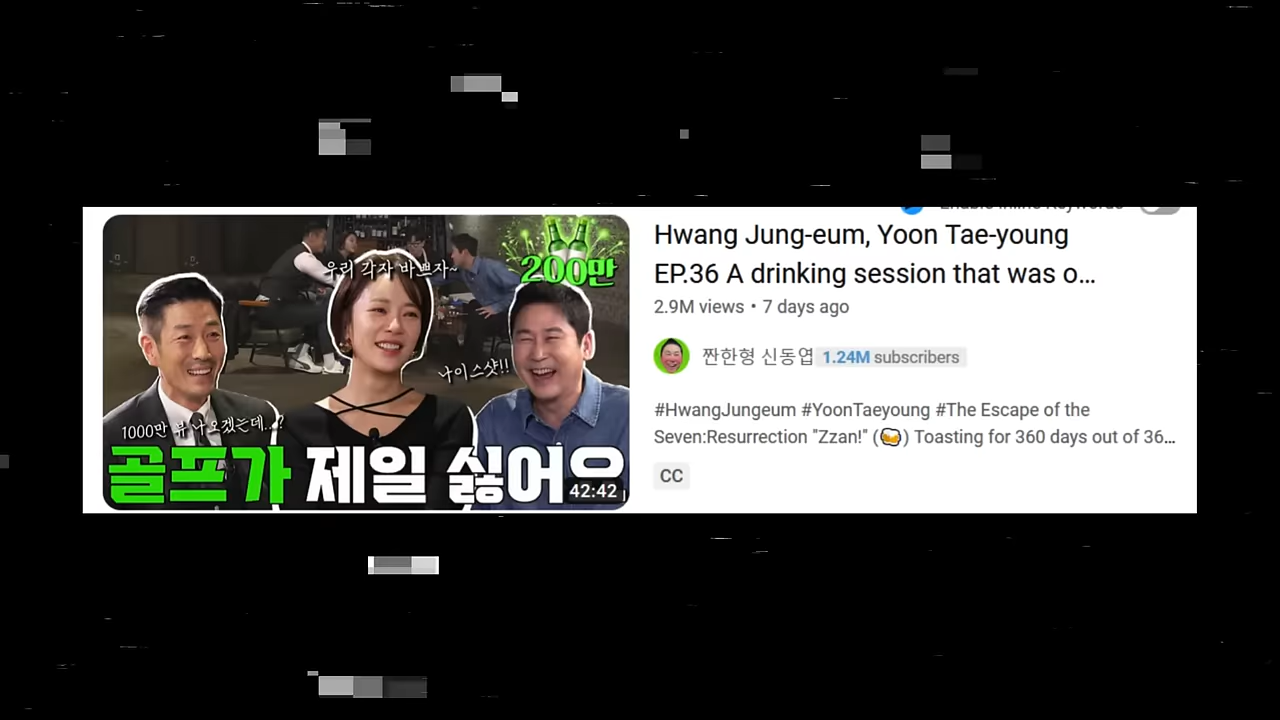 우리 각자 바쁘자~
200만
나이스샷!!
1000만 뷰 나오겠는데..?
골프가 제일 싫어요
42:42
Enable Inline Keywords
Hwang Jung-eum, Yoon Tae-young
EP.36 A drinking session that was o...
2.9M views • 7 days ago
짠한형 신동엽 1.24M subscribers
#HwangJungeum #YoonTaeyoung #The Escape of the
Seven:Resurrection "Zzan!" (🍻) Toasting for 360 days out of 36...
CC